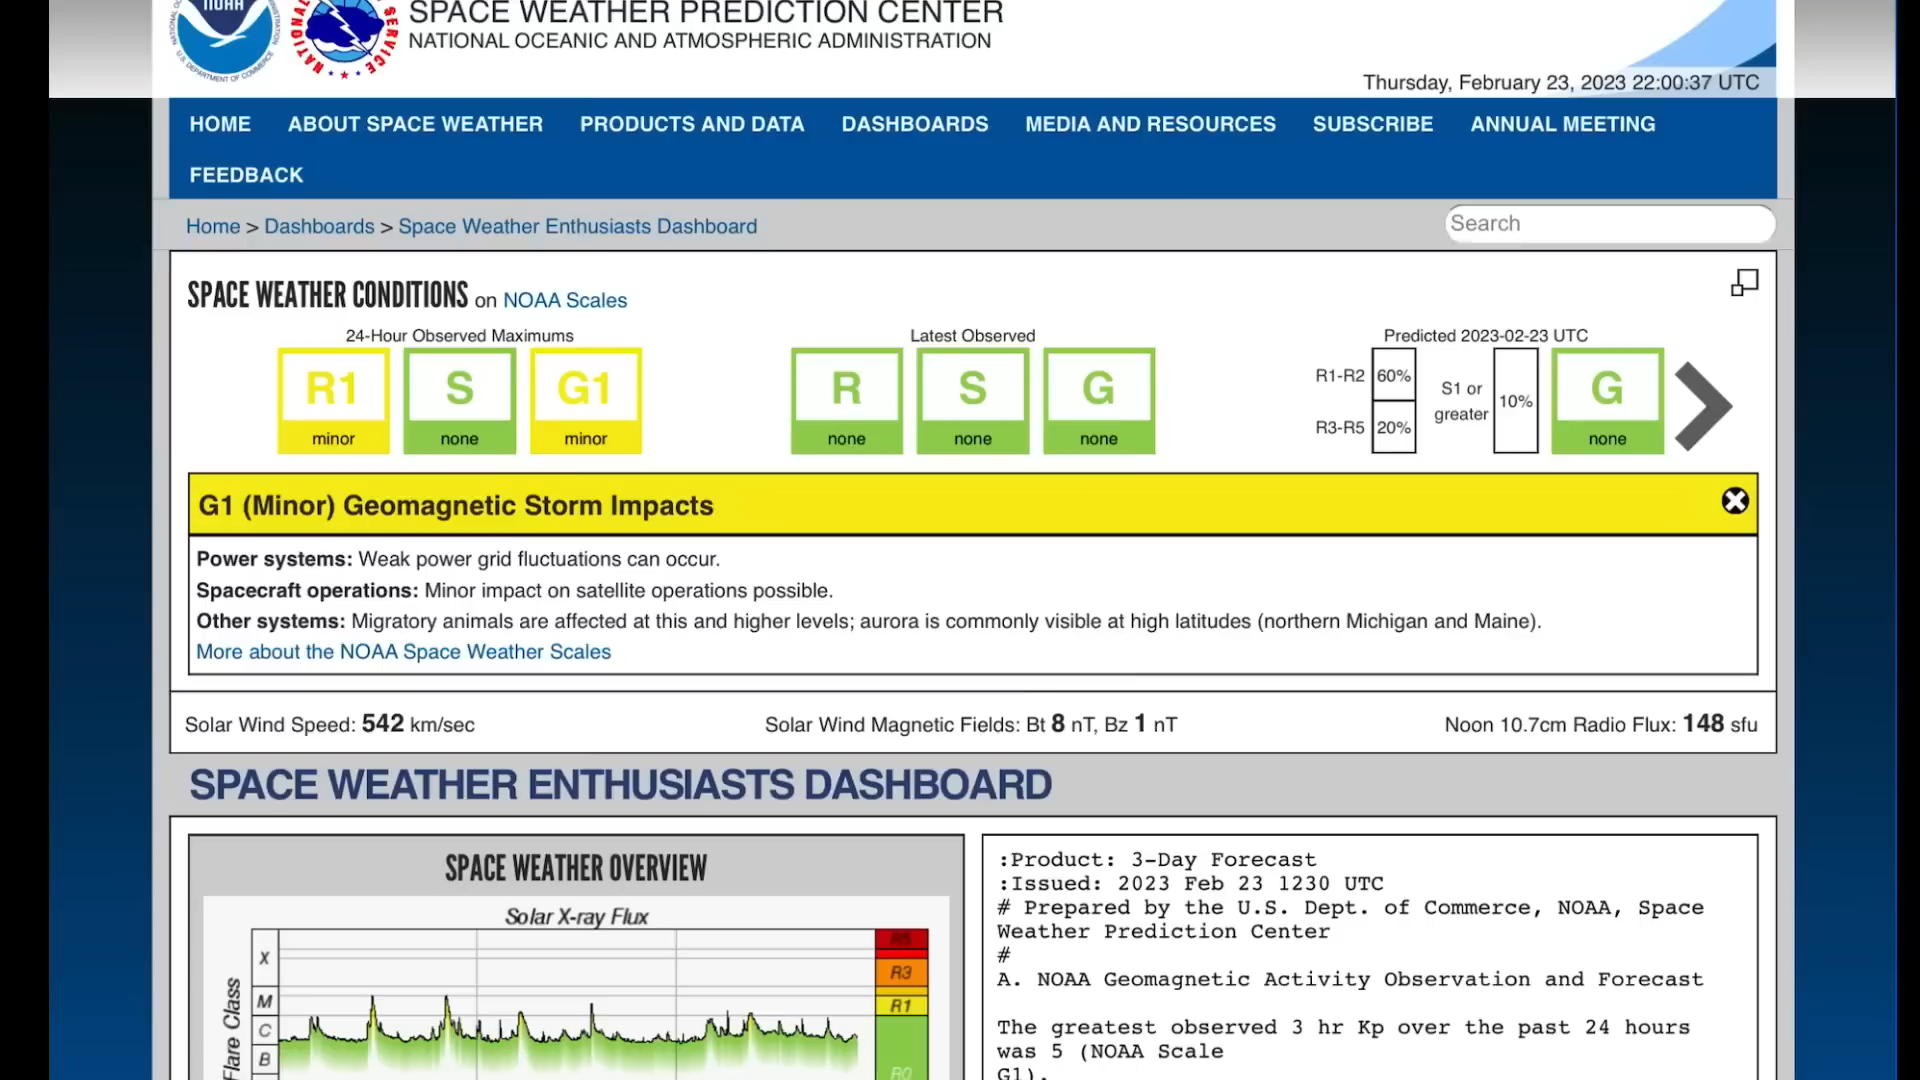 NOAA
U.S. DEPARTMENT OF COMMERCE
NATIONAL
SERVICE
SPACE WEATHER PREDICTION CENTER
NATIONAL OCEANIC AND ATMOSPHERIC ADMINISTRATION
Thursday, February 23, 2023 22:00:37 UTC
HOME ABOUT SPACE WEATHER PRODUCTS AND DATA DASHBOARDS MEDIA AND RESOURCES SUBSCRIBE ANNUAL MEETING
FEEDBACK
Home > Dashboards > Space Weather Enthusiasts Dashboard
Search
SPACE WEATHER CONDITIONS on NOAA Scales
24-Hour Observed Maximums
R1 S G1
minor none minor
Latest Observed
R S G
none none none
Predicted 2023-02-23 UTC
R1-R2 60%
R3-R5 20%
S1 or
greater
10%
G
none
G1 (Minor) Geomagnetic Storm Impacts
Power systems: Weak power grid fluctuations can occur.
Spacecraft operations: Minor impact on satellite operations possible.
Other systems: Migratory animals are affected at this and higher levels; aurora is commonly visible at high latitudes (northern Michigan and Maine).
More about the NOAA Space Weather Scales
Solar Wind Speed: 542 km/sec
Solar Wind Magnetic Fields: Bt 8 nT, Bz 1 nT
Noon 10.7cm Radio Flux: 148 sfu
SPACE WEATHER ENTHUSIASTS DASHBOARD
SPACE WEATHER OVERVIEW
Solar X-ray Flux
Flare Class
X
M
C
B
R5
R3
R1
R0
:Product: 3-Day Forecast
:Issued: 2023 Feb 23 1230 UTC
# Prepared by the U.S. Dept. of Commerce, NOAA, Space
Weather Prediction Center
#
A. NOAA Geomagnetic Activity Observation and Forecast
The greatest observed 3 hr Kp over the past 24 hours
was 5 (NOAA Scale
G1).